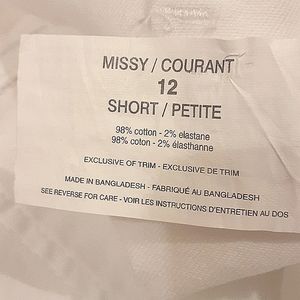 MISSY / COURANT
12
SHORT / PETITE
98% cotton - 2% elastane
98% cotton - 2% élasthanne
EXCLUSIVE OF TRIM - EXCLUSIVE DE TRIM
MADE IN BANGLADESH - FABRIQUÉ AU BANGLADESH
SEE REVERSE FOR CARE - VOIR LES INSTRUCTIONS D'ENTRETIEN AU DOS